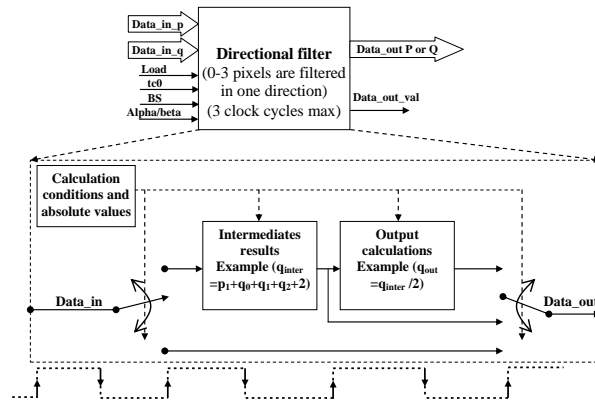 Data_in_p
Data_in_q
Load
tc0
BS
Alpha/beta
Directional filter
(0-3 pixels are filtered
in one direction)
(3 clock cycles max)
Data_out P or Q
Data_out_val
Calculation
conditions and
absolute values
Intermediates
results
Example (qinter
=p1+q0+q1+q2+2)
Output
calculations
Example (qout
=qinter /2)
Data_in
Data_out